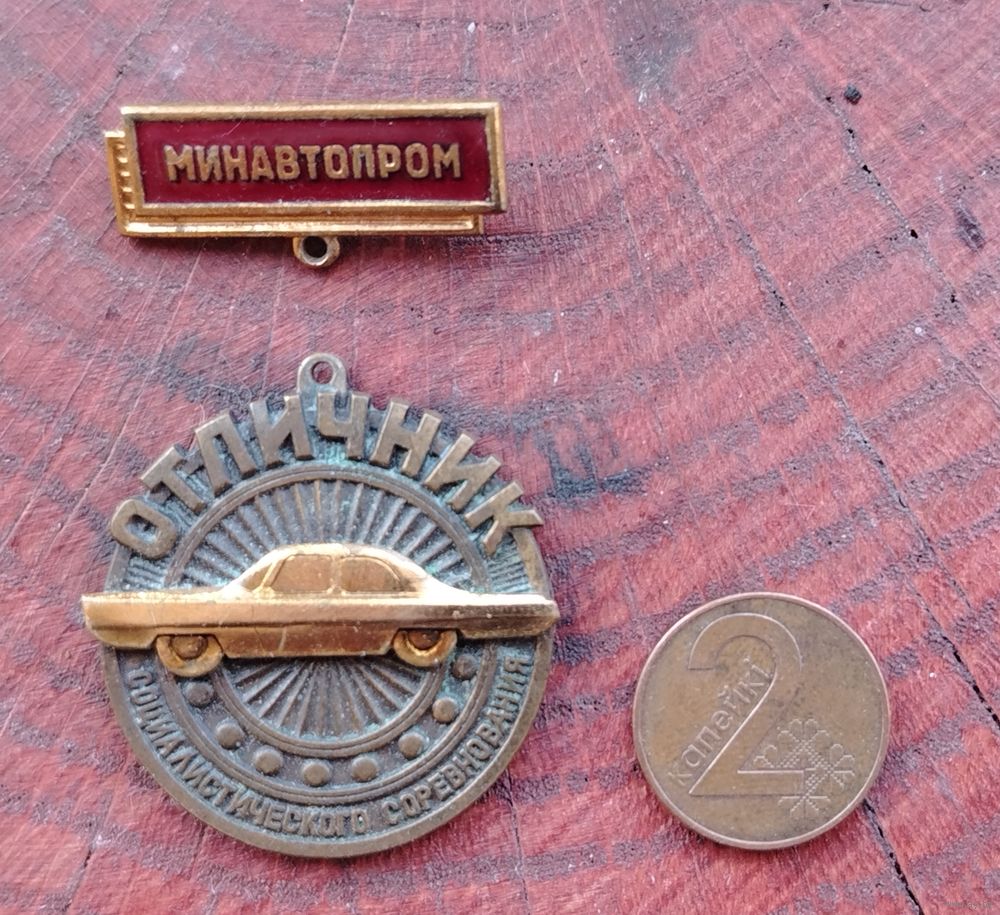 МИНАВТОПРОМ
ОТЛИЧНИК
СОЦИАЛИСТИЧЕСКОГО СОРЕВНОВАНИЯ
2
капейкі